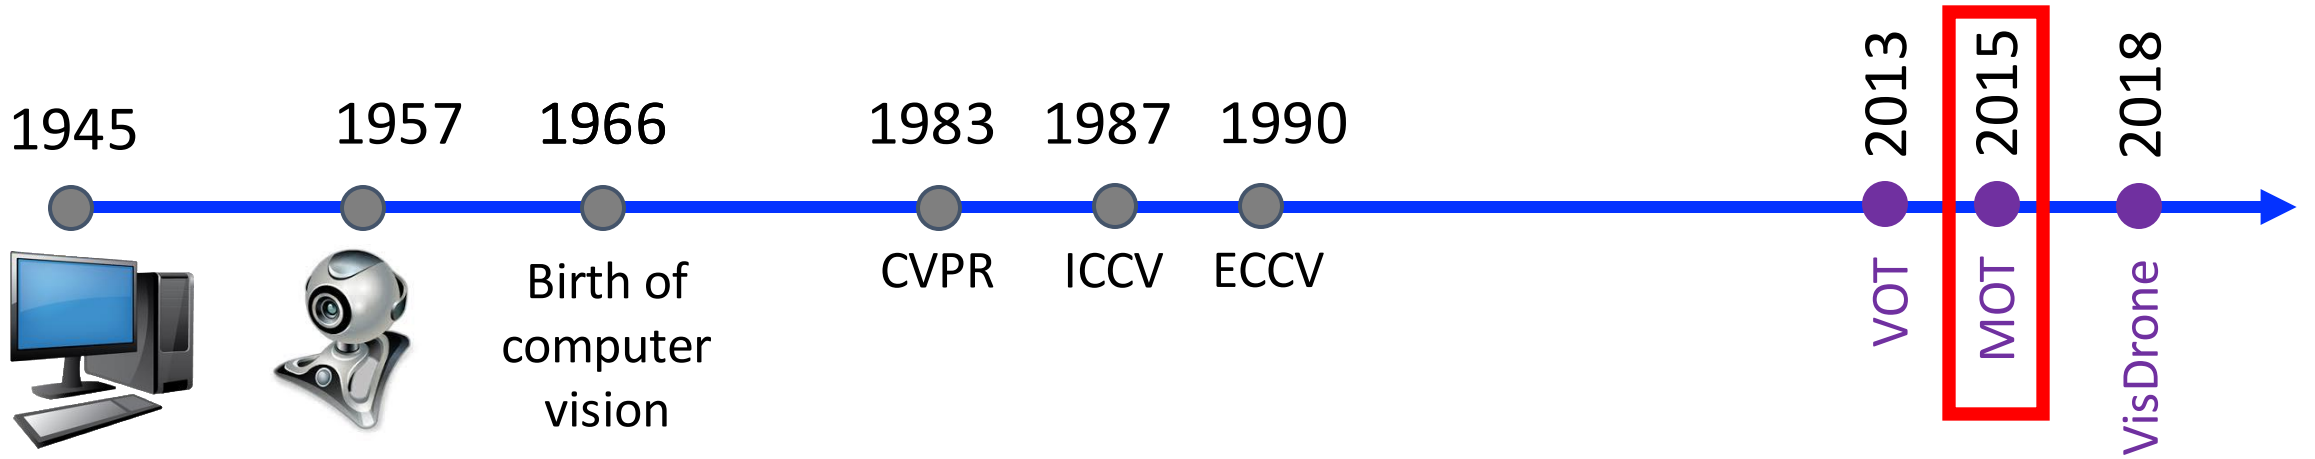 1945
1957
1966
1983
1987
1990
2013
2015
2018
Birth of
computer
vision
CVPR
ICCV
ECCV
VOT
MOT
VisDrone